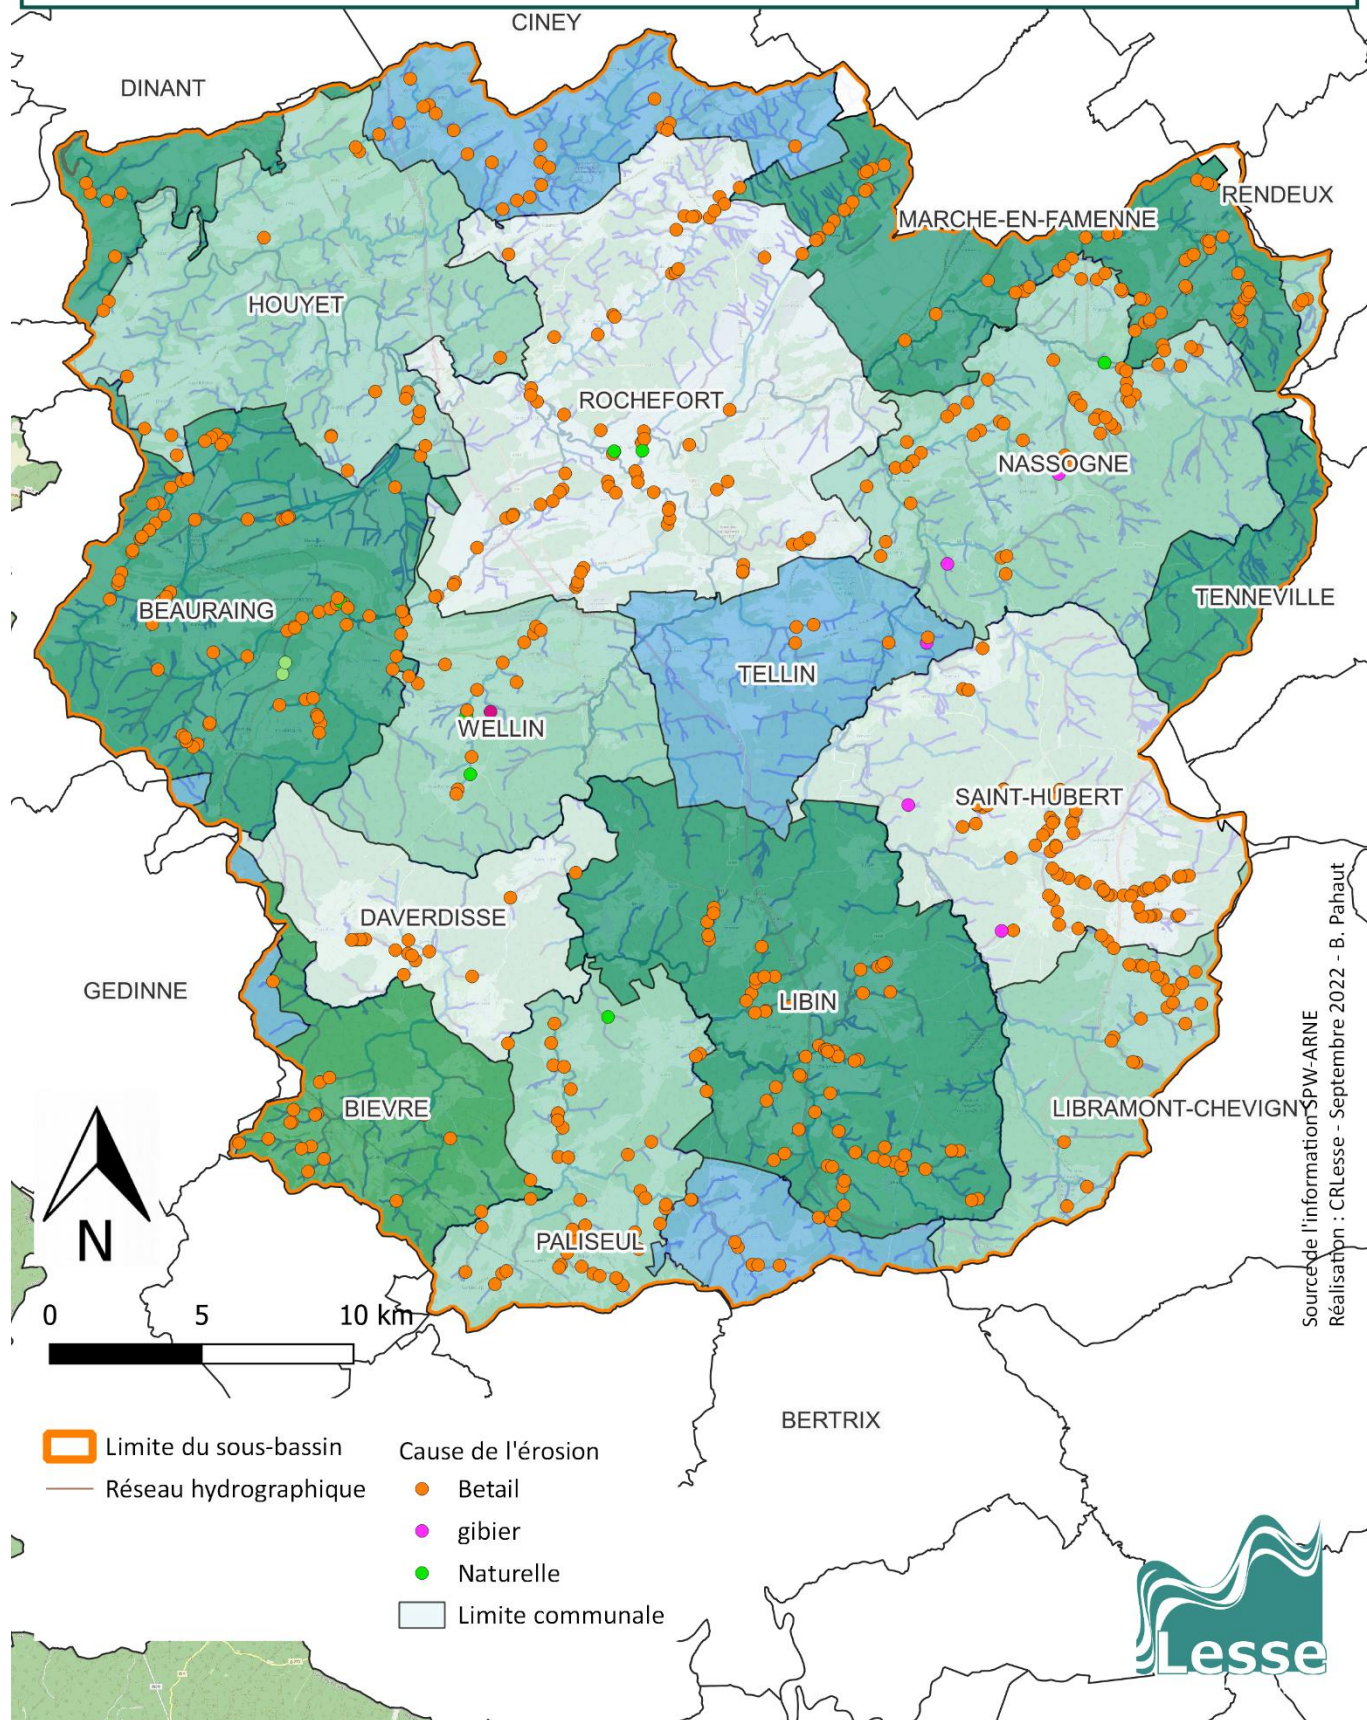 CINEY
DINANT
RENDEUX
MARCHE-EN-FAMENNE
HOUYET
ROCHEFORT
NASSOGNE
BEAURAING
TENNEVILLE
TELLIN
WELLIN
SAINT-HUBERT
DAVERDISSE
GEDINNE
LIBIN
BIEVRE
LIBRAMONT-CHEVIGNY
PALISEUL
N
0 5 10 km
BERTRIX
Source de l'information SPW-ARNE
Réalisation : CRLesse - Septembre 2022 - B. Pahaut
Limite du sous-bassin
Réseau hydrographique
Cause de l'érosion
Betail
gibier
Naturelle
Limite communale
Lesse